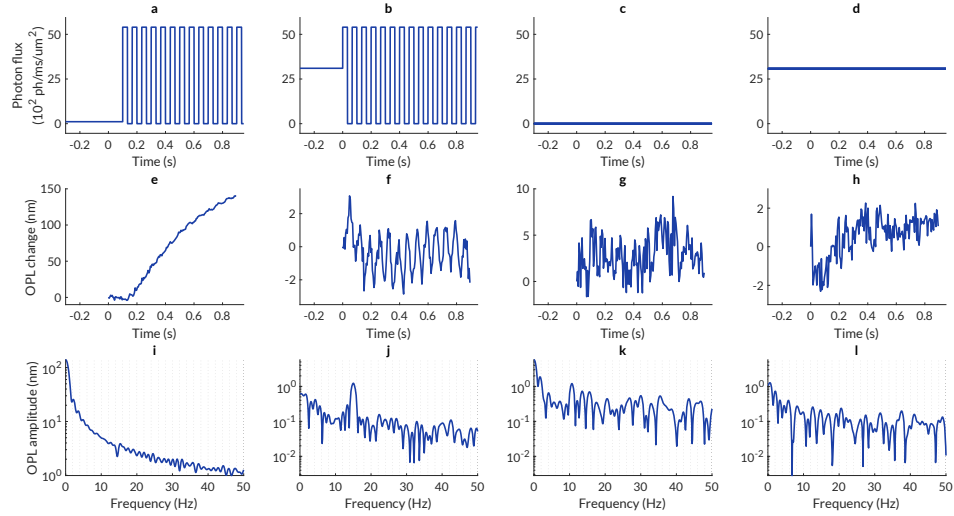 a b c d
Photon flux
(10² ph/ms/um²)
50 50 50 50
25 25 25 25
0 0 0 0
-0.2 0 0.2 0.4 0.6 0.8 -0.2 0 0.2 0.4 0.6 0.8 -0.2 0 0.2 0.4 0.6 0.8 -0.2 0 0.2 0.4 0.6 0.8
Time (s) Time (s) Time (s) Time (s)
e f g h
OPL change (nm)
150 100 50 0
2 0 -2
10 5 0
2 0 -2
-0.2 0 0.2 0.4 0.6 0.8 -0.2 0 0.2 0.4 0.6 0.8 -0.2 0 0.2 0.4 0.6 0.8 -0.2 0 0.2 0.4 0.6 0.8
Time (s) Time (s) Time (s) Time (s)
i j k l
OPL amplitude (nm)
10² 10¹ 10⁰
10⁰ 10⁻¹ 10⁻²
10⁰ 10⁻¹ 10⁻²
10⁰ 10⁻¹ 10⁻²
0 10 20 30 40 50 0 10 20 30 40 50 0 10 20 30 40 50 0 10 20 30 40 50
Frequency (Hz) Frequency (Hz) Frequency (Hz) Frequency (Hz)